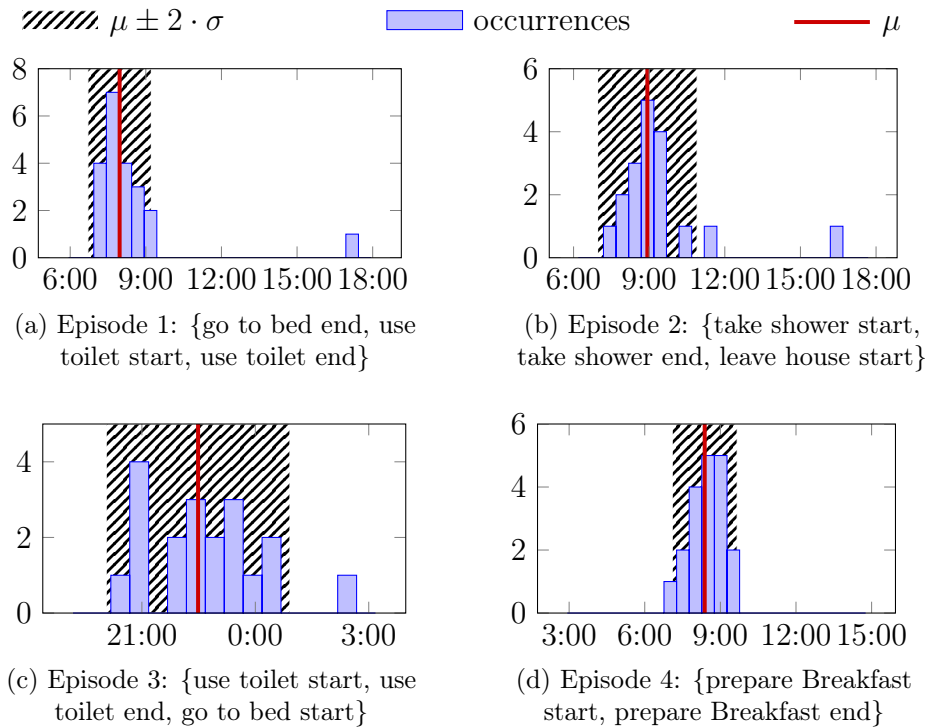 μ ± 2 · σ occurrences μ
8
6
4
2
0
6:00 9:00 12:00 15:00 18:00
(a) Episode 1: {go to bed end, use
toilet start, use toilet end}
6
4
2
0
6:00 9:00 12:00 15:00 18:00
(b) Episode 2: {take shower start,
take shower end, leave house start}
4
2
0
21:00 0:00 3:00
(c) Episode 3: {use toilet start, use
toilet end, go to bed start}
6
4
2
0
3:00 6:00 9:00 12:00 15:00
(d) Episode 4: {prepare Breakfast
start, prepare Breakfast end}